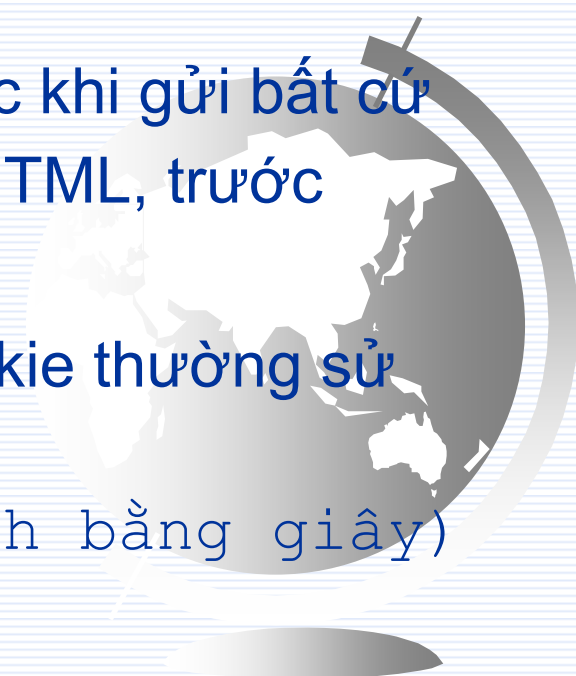 c khi gửi bất cứ
TML, trước
kie thường sử
h bằng giây)